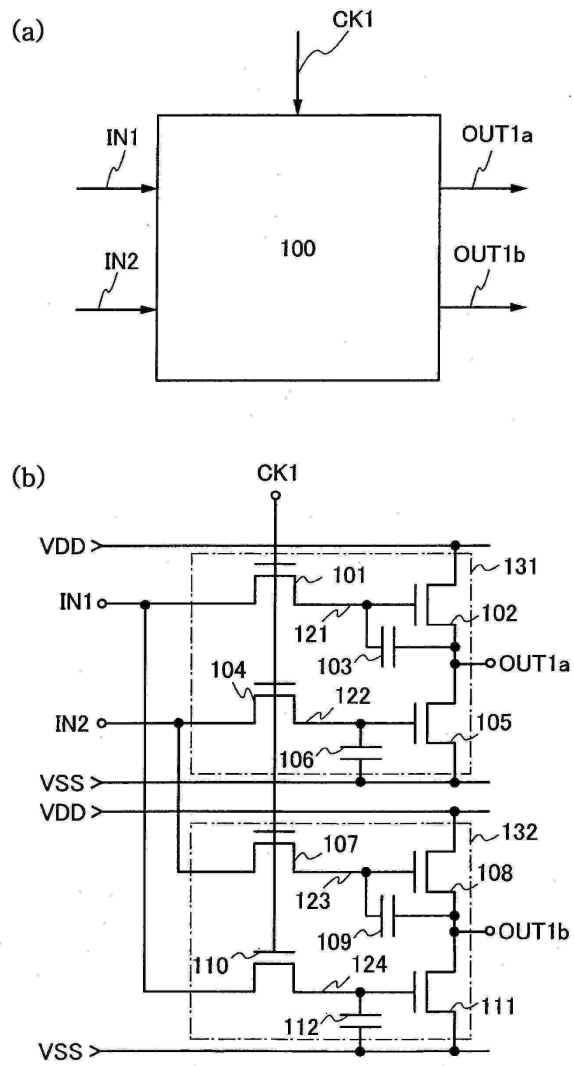 (a)
CK1
IN1
OUT1a
100
IN2
OUT1b
(b)
CK1
VDD
101
131
IN1
121
102
103
OUT1a
104
122
IN2
105
106
VSS
VDD
107
132
123
108
109
OUT1b
110
124
111
112
VSS